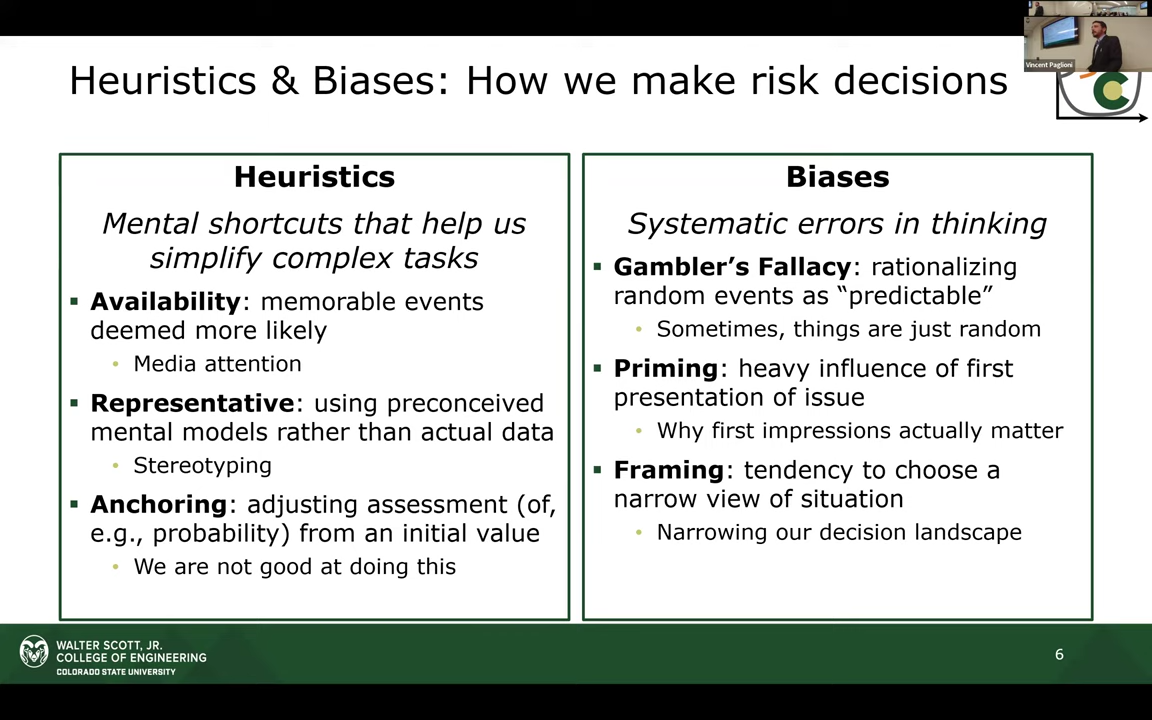 Vincent Paglioni
Heuristics & Biases: How we make risk decisions
Heuristics
Mental shortcuts that help us
simplify complex tasks
▪ Availability: memorable events
deemed more likely
• Media attention
▪ Representative: using preconceived
mental models rather than actual data
• Stereotyping
▪ Anchoring: adjusting assessment (of,
e.g., probability) from an initial value
• We are not good at doing this
Biases
Systematic errors in thinking
▪ Gambler’s Fallacy: rationalizing
random events as “predictable”
• Sometimes, things are just random
▪ Priming: heavy influence of first
presentation of issue
• Why first impressions actually matter
▪ Framing: tendency to choose a
narrow view of situation
• Narrowing our decision landscape
WALTER SCOTT, JR.
COLLEGE OF ENGINEERING
COLORADO STATE UNIVERSITY
6